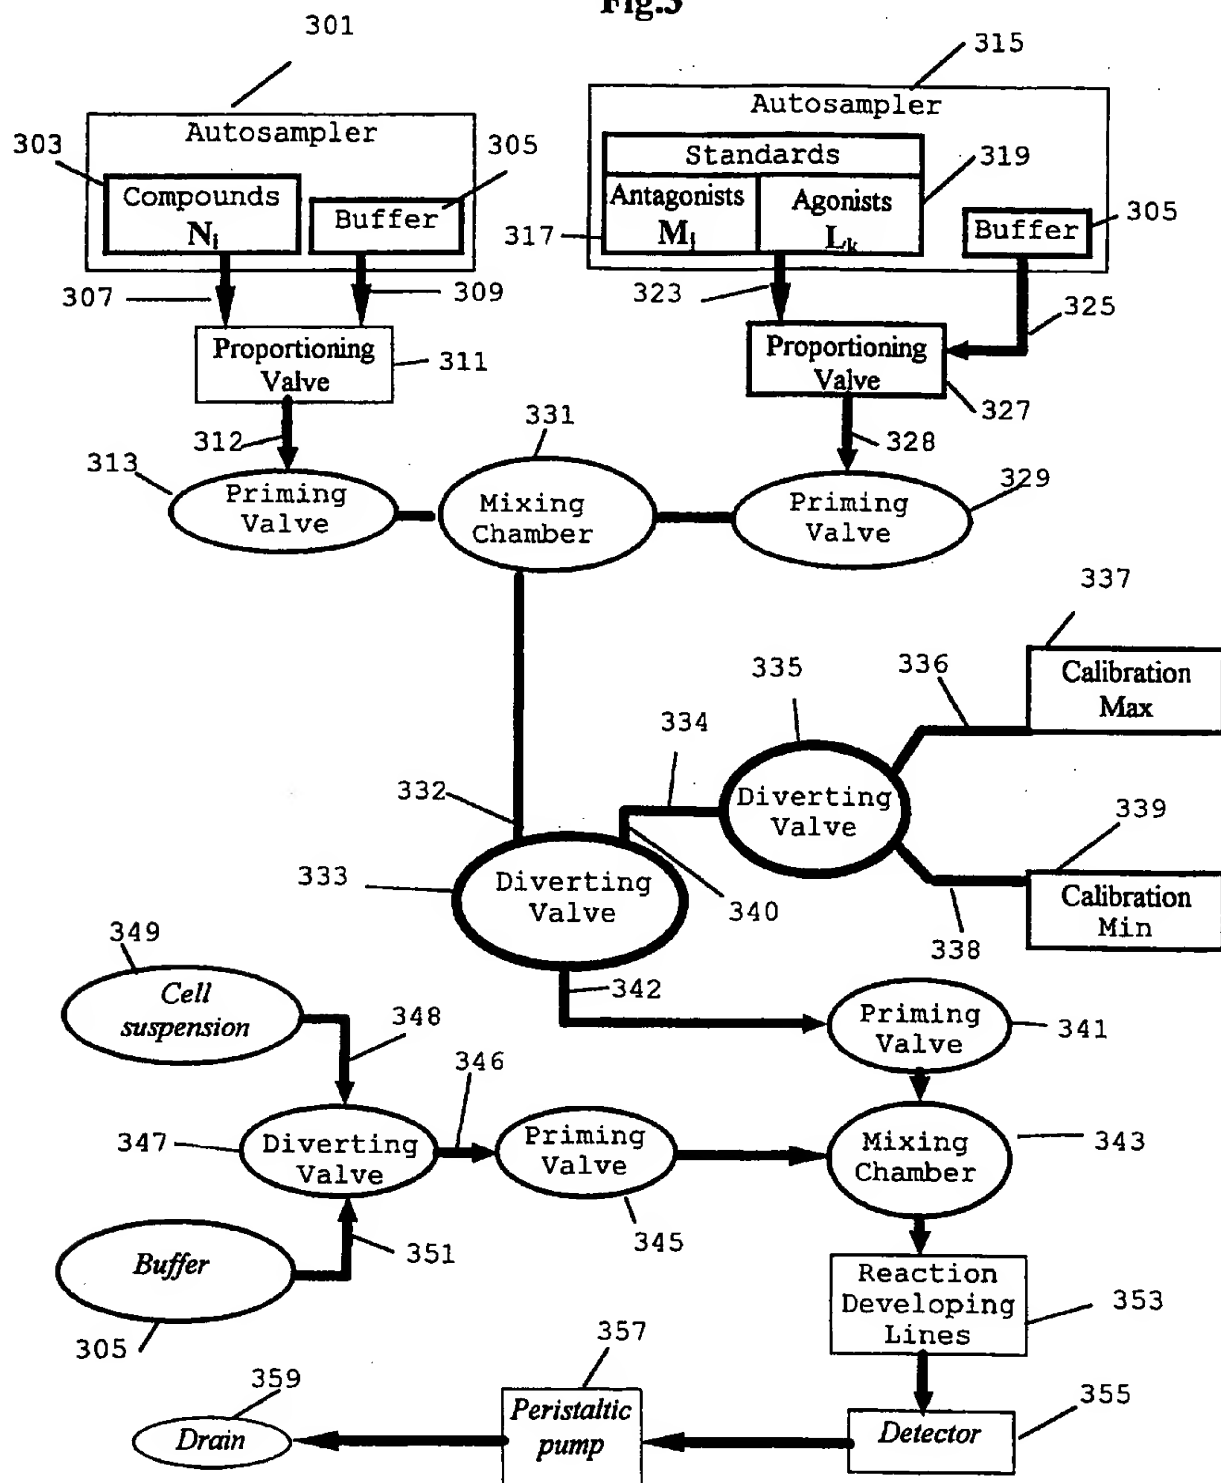 Fig.3
301
315
Autosampler
Autosampler
303
305
Standards
319
Compounds
Buffer
Antagonists
Agonists
305
317
Buffer
307
309
323
325
Proportioning
Valve
311
Proportioning
Valve
327
312
331
328
313
329
Priming
Valve
Mixing
Chamber
Priming
Valve
337
335
336
Calibration
Max
334
332
Diverting
Valve
339
333
Diverting
Valve
340
Calibration
Min
338
349
342
Cell
suspension
348
Priming
Valve
341
346
347
Diverting
Valve
Priming
Valve
Mixing
Chamber
343
351
345
Buffer
305
Reaction
Developing
Lines
353
357
359
355
Peristaltic
pump
Detector
Drain